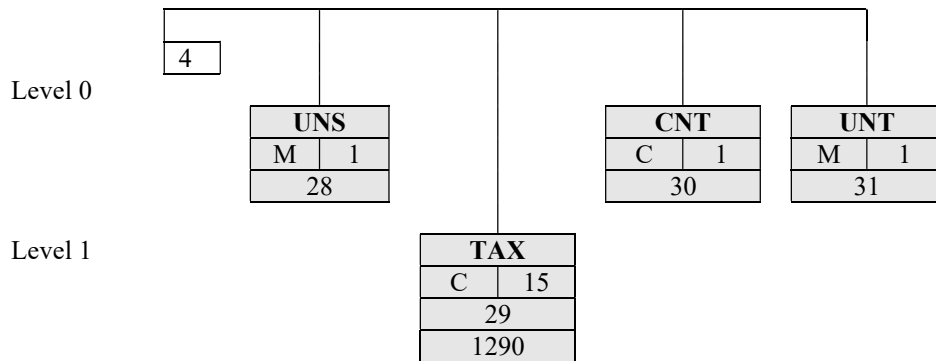 4
Level 0
UNS CNT UNT
M 1 C 1 M 1
28 30 31
Level 1
TAX
C 15
29
1290